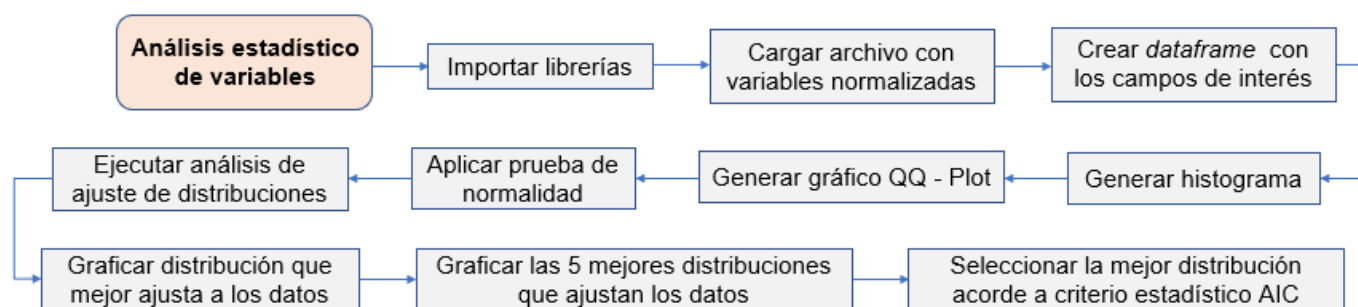 Análisis estadístico
de variables
Importar librerías
Cargar archivo con
variables normalizadas
Crear dataframe con
los campos de interés
Generar histograma
Generar gráfico QQ - Plot
Aplicar prueba de
normalidad
Ejecutar análisis de
ajuste de distribuciones
Graficar distribución que
mejor ajusta a los datos
Graficar las 5 mejores distribuciones
que ajustan los datos
Seleccionar la mejor distribución
acorde a criterio estadístico AIC